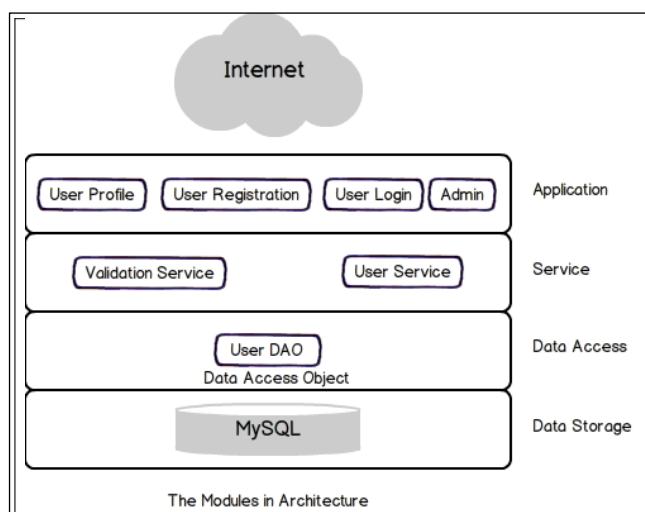 Internet
User Profile User Registration User Login Admin Application
Validation Service User Service Service
User DAO
Data Access Object
Data Access
MySQL Data Storage
The Modules in Architecture